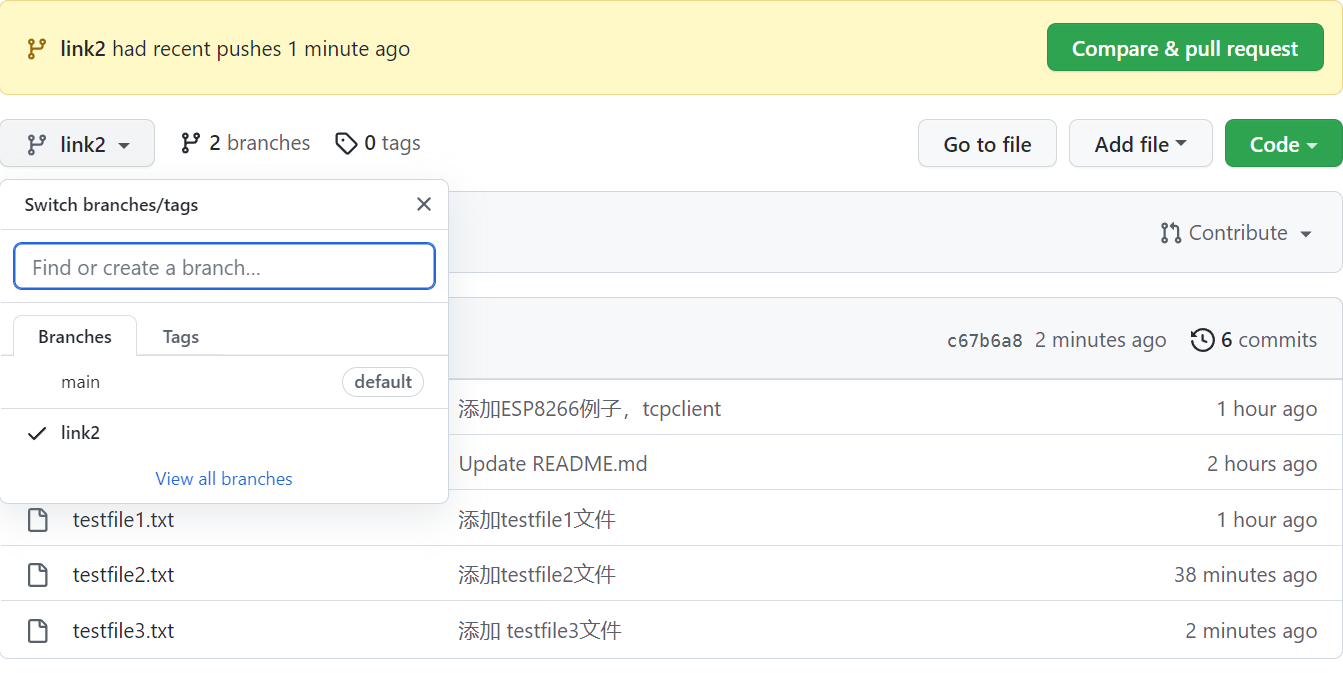 link2 had recent pushes 1 minute ago
Compare & pull request
link2
2 branches
0 tags
Go to file
Add file
Code
Switch branches/tags
Find or create a branch...
Contribute
Branches
Tags
c67b6a8 2 minutes ago
6 commits
main
default
添加ESP8266例子，tcpclient
1 hour ago
link2
Update README.md
2 hours ago
View all branches
testfile1.txt
添加testfile1文件
1 hour ago
testfile2.txt
添加testfile2文件
38 minutes ago
testfile3.txt
添加 testfile3文件
2 minutes ago